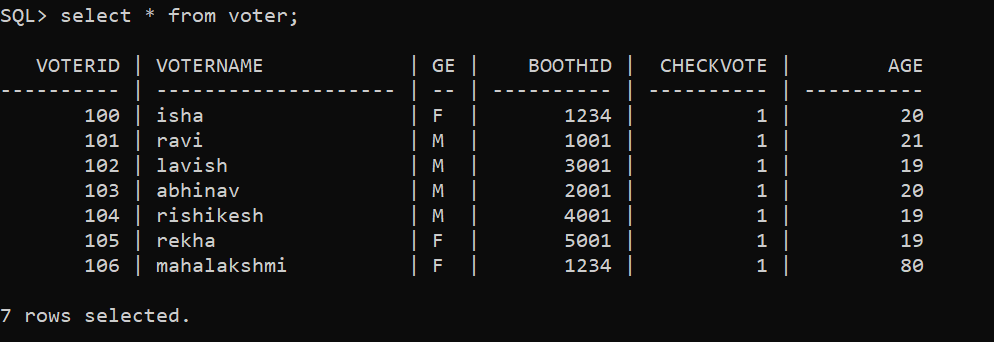 SQL> select * from voter;
VOTERID | VOTERNAME | GE | BOOTHID | CHECKVOTE | AGE
---------- | -------------------- | -- | ---------- | ---------- | ----------
100 | isha | F | 1234 | 1 | 20
101 | ravi | M | 1001 | 1 | 21
102 | lavish | M | 3001 | 1 | 19
103 | abhinav | M | 2001 | 1 | 20
104 | rishikesh | M | 4001 | 1 | 19
105 | rekha | F | 5001 | 1 | 19
106 | mahalakshmi | F | 1234 | 1 | 80
7 rows selected.